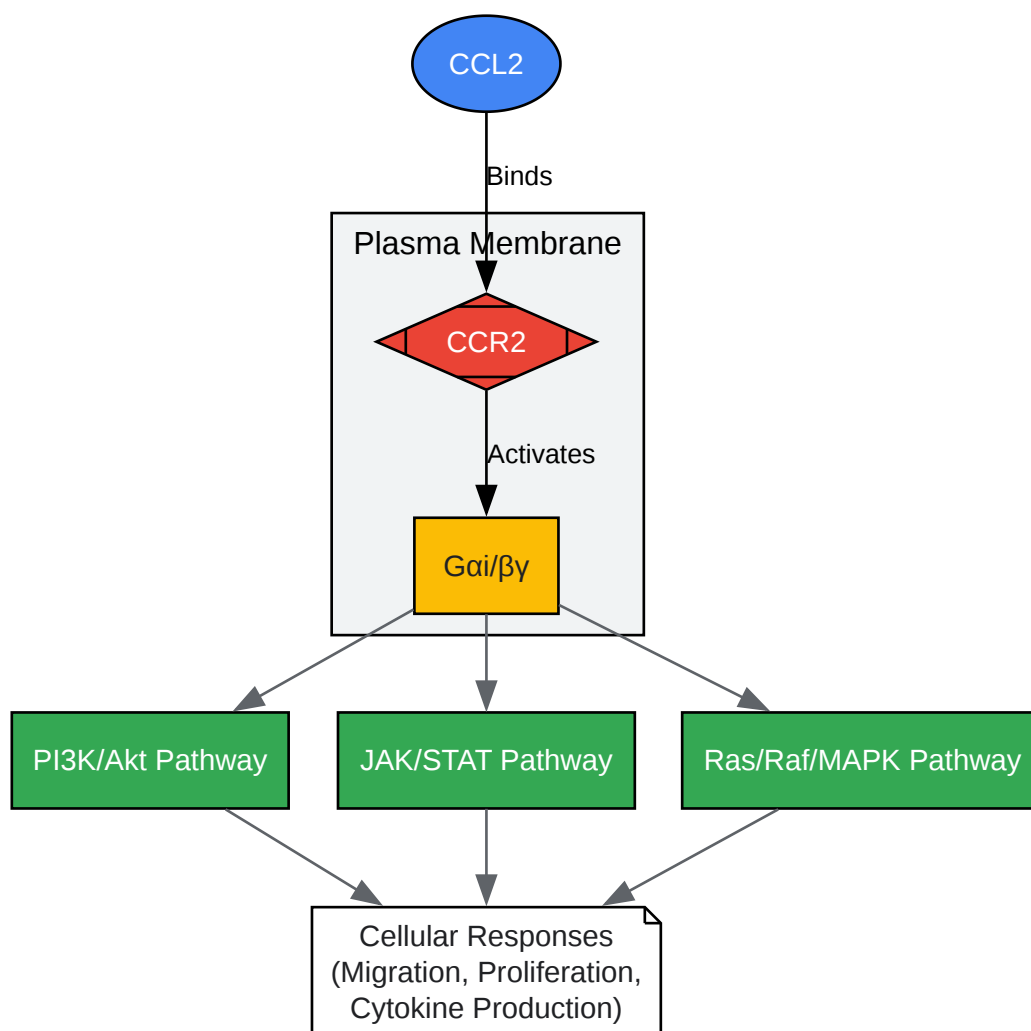 CCL2
Binds
Plasma Membrane
CCR2
Activates
Gαi/βγ
PI3K/Akt Pathway
JAK/STAT Pathway
Ras/Raf/MAPK Pathway
Cellular Responses
(Migration, Proliferation,
Cytokine Production)